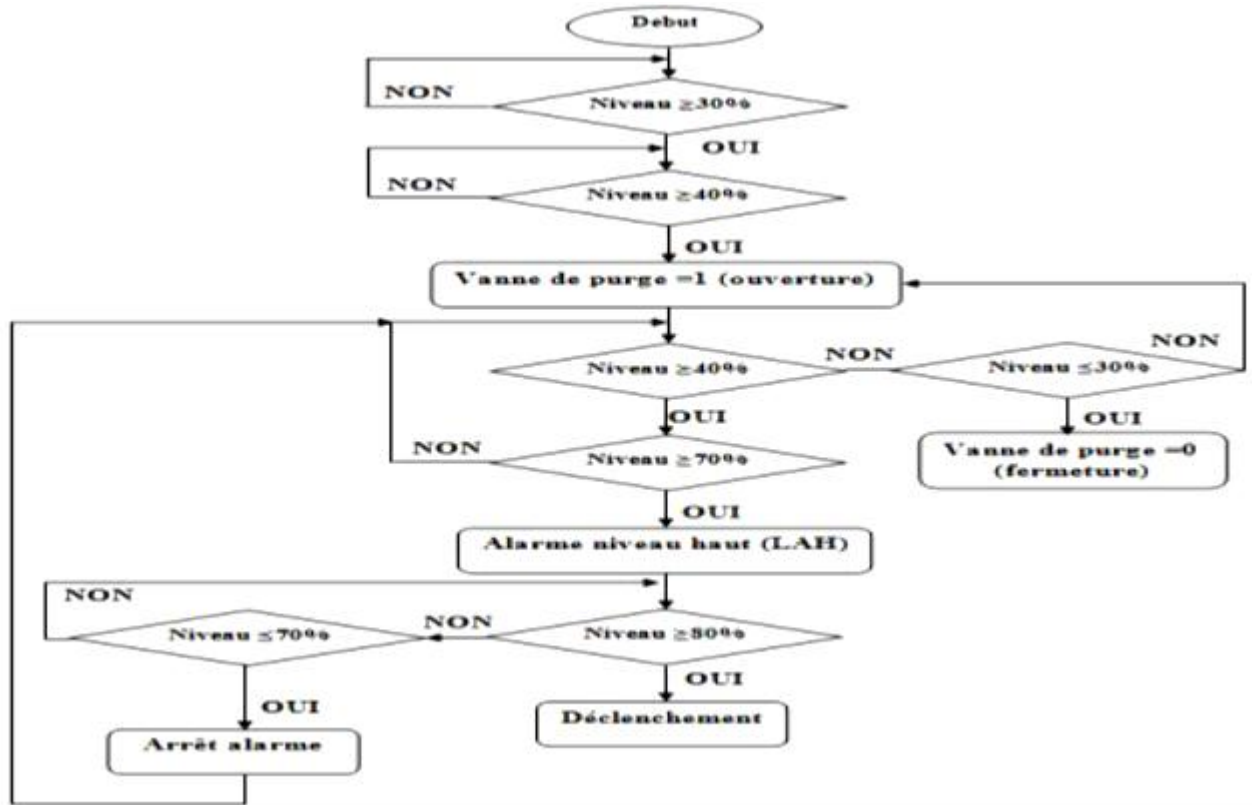 Debut
NON
Niveau ≥30%
OUI
NON
Niveau ≥40%
OUI
Vanne de purge =1 (ouverture)
Niveau ≥40%
NON
Niveau ≤30%
NON
OUI
OUI
NON
Niveau ≥70%
Vanne de purge =0
(fermeture)
OUI
Alarme niveau haut (LAH)
NON
Niveau ≤70%
NON
Niveau ≥80%
OUI
OUI
Déclenchement
Arrêt alarme